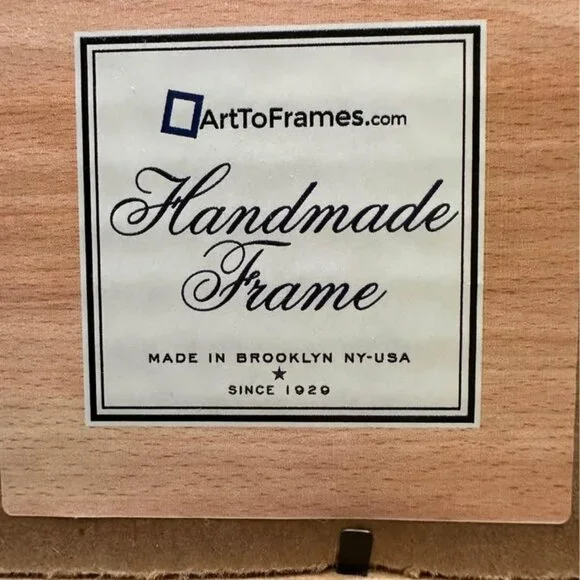 ArtToFrames.com
Handmade
Frame
MADE IN BROOKLYN NY-USA
SINCE 1929